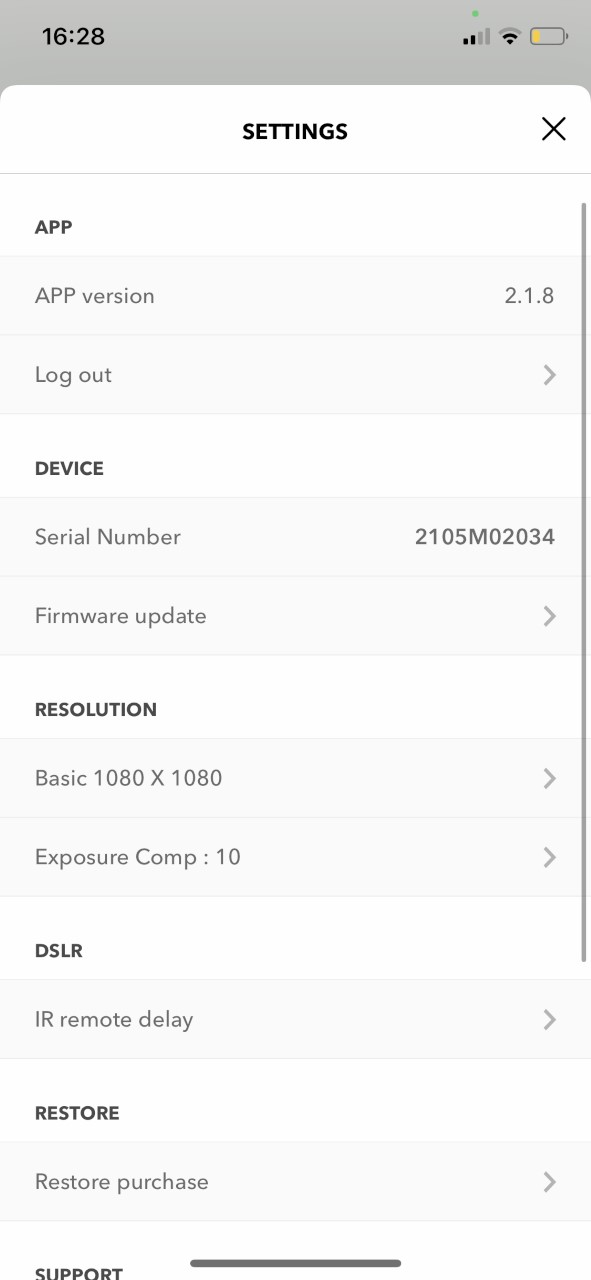 16:28
SETTINGS
APP
APP version 2.1.8
Log out
DEVICE
Serial Number 2105M02034
Firmware update
RESOLUTION
Basic 1080 X 1080
Exposure Comp : 10
DSLR
IR remote delay
RESTORE
Restore purchase
SUPPORT